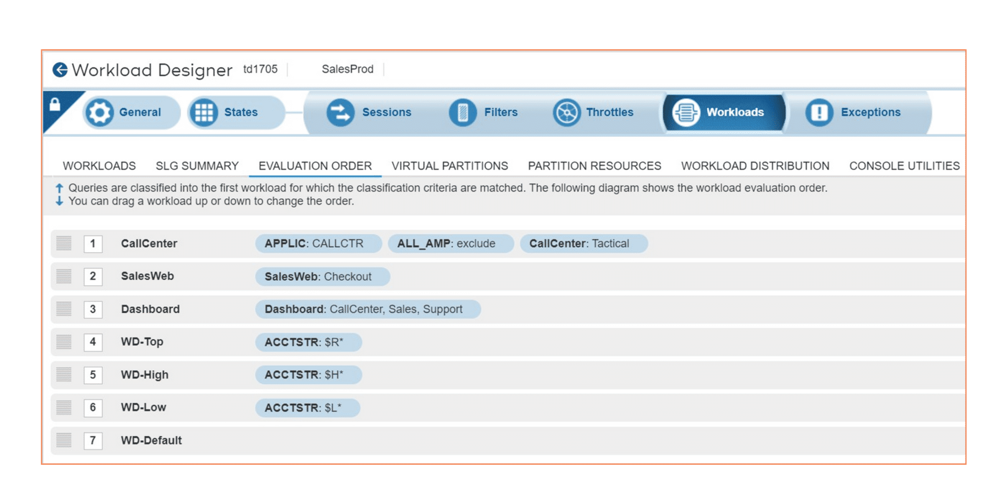 Workload Designer td1705 SalesProd
General States Sessions Filters Throttles Workloads Exceptions
WORKLOADS SLG SUMMARY EVALUATION ORDER VIRTUAL PARTITIONS PARTITION RESOURCES WORKLOAD DISTRIBUTION CONSOLE UTILITIES
Queries are classified into the first workload for which the classification criteria are matched. The following diagram shows the workload evaluation order.
You can drag a workload up or down to change the order.
1 CallCenter APPLIC: CALLCTR ALL_AMP: exclude CallCenter: Tactical
2 SalesWeb SalesWeb: Checkout
3 Dashboard Dashboard: CallCenter, Sales, Support
4 WD-Top ACCTSTR: $R*
5 WD-High ACCTSTR: $H*
6 WD-Low ACCTSTR: $L*
7 WD-Default